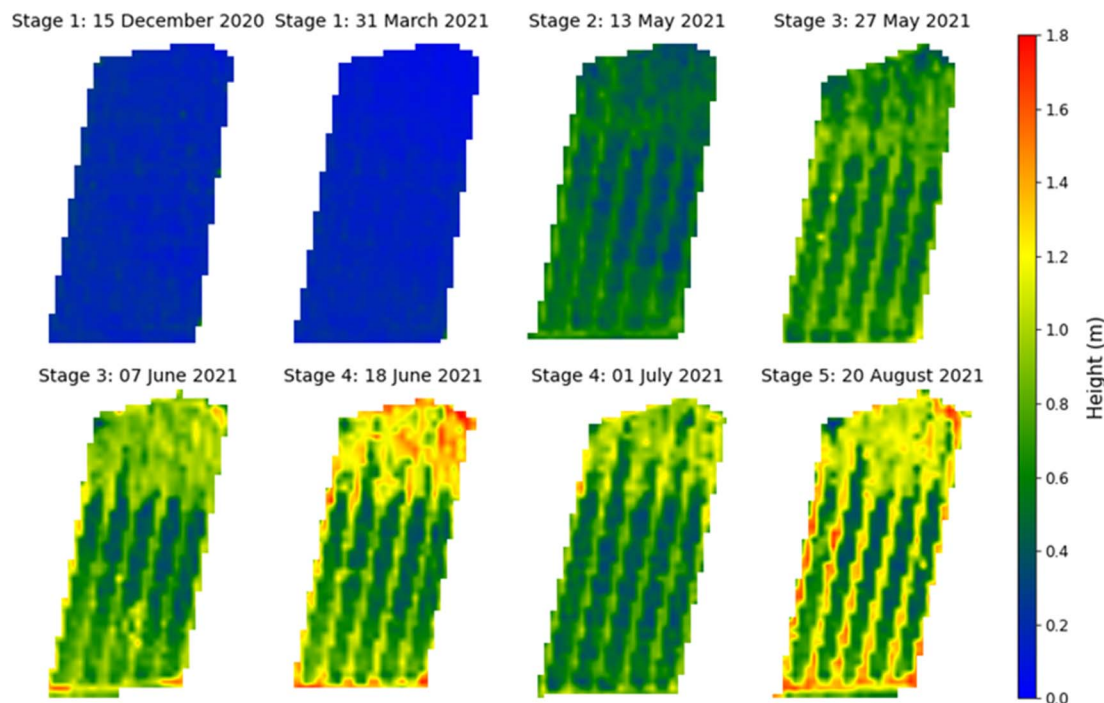 Stage 1: 15 December 2020
Stage 1: 31 March 2021
Stage 2: 13 May 2021
Stage 3: 27 May 2021
Stage 3: 07 June 2021
Stage 4: 18 June 2021
Stage 4: 01 July 2021
Stage 5: 20 August 2021
1.8
1.6
1.4
1.2
1.0
0.8
0.6
0.4
0.2
0.0
Height (m)